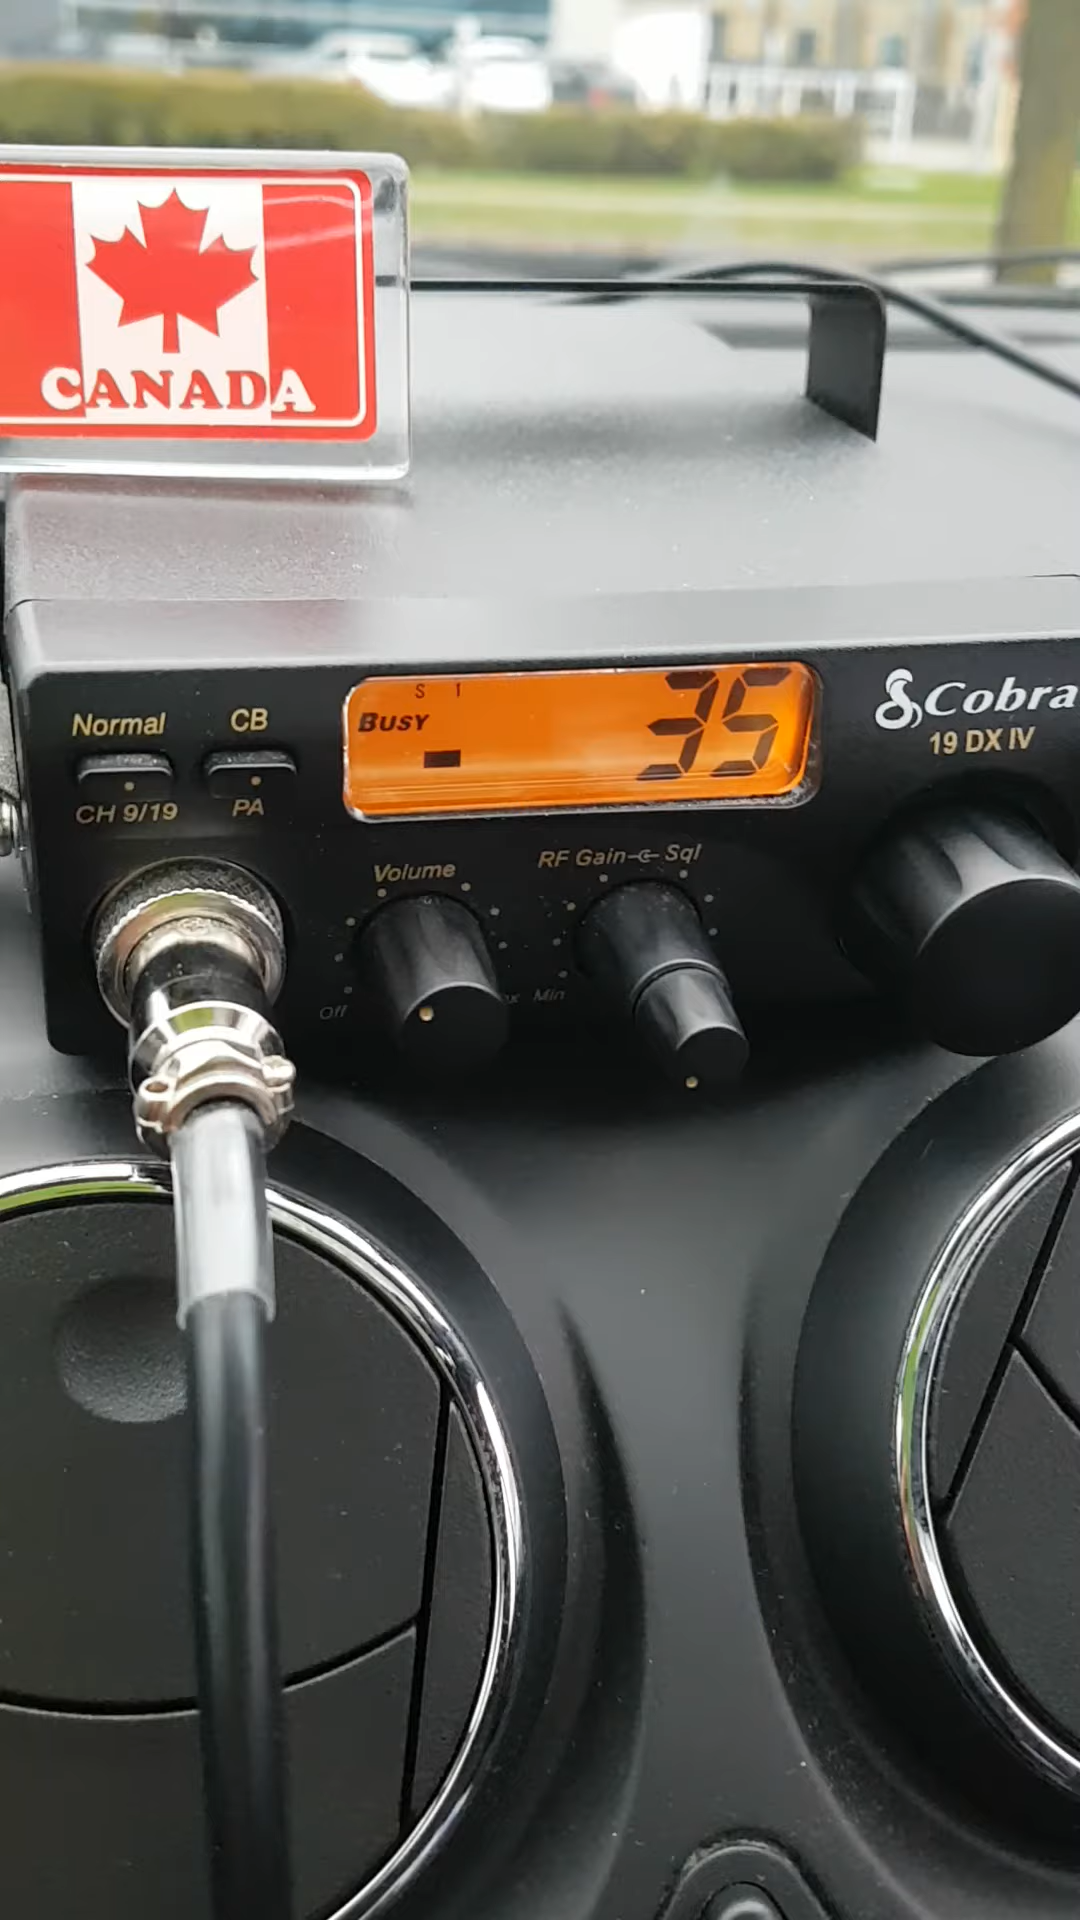 CANADA
Normal
CB
S 1
BUSY
35
Cobra
19 DX IV
CH 9/19
PA
Volume
RF Gain
Sql
Off
Min